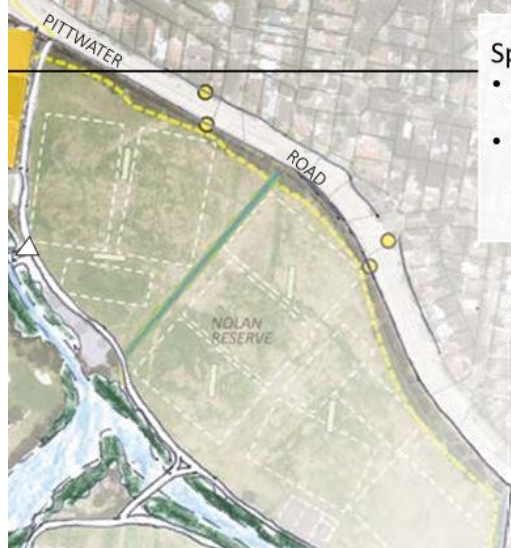 PITTWATER
Sp
•
•
ROAD
NOLAN
RESERVE